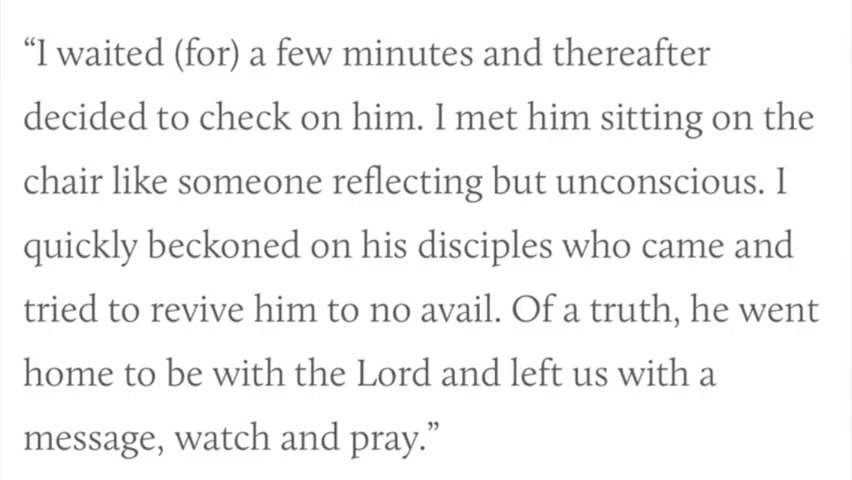 “I waited (for) a few minutes and thereafter
decided to check on him. I met him sitting on the
chair like someone reflecting but unconscious. I
quickly beckoned on his disciples who came and
tried to revive him to no avail. Of a truth, he went
home to be with the Lord and left us with a
message, watch and pray.”